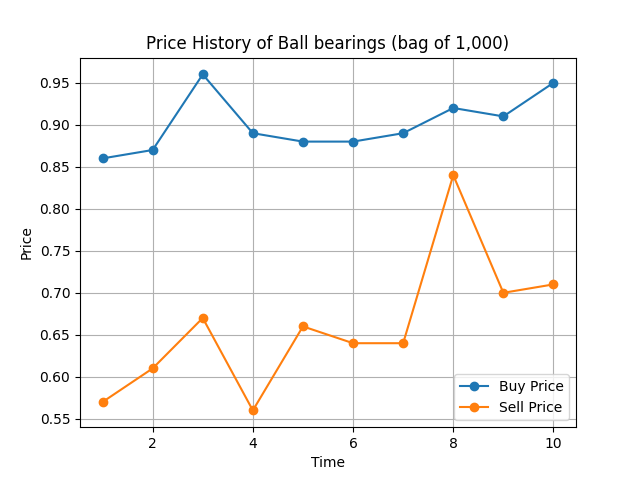 Price History of Ball bearings (bag of 1,000)
0.95
0.90
0.85
0.80
0.75
0.70
0.65
0.60
0.55
Price
2 4 6 8 10
Time
Buy Price
Sell Price